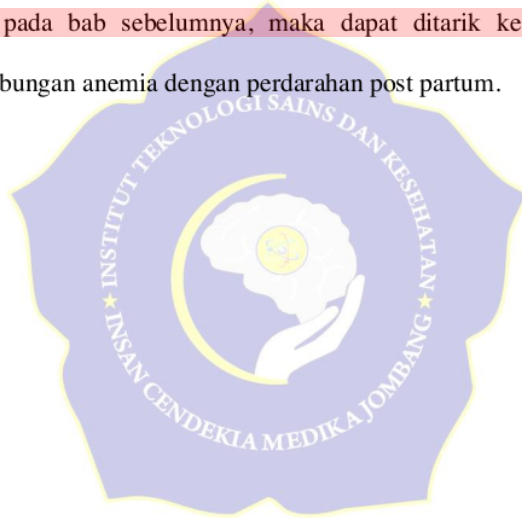 pada bab sebelumnya, maka dapat ditarik ke
bungan anemia dengan perdarahan post partum.
INSTITUT TEKNOLOGI SAINS DAN KESEHATAN
INSAN CENDEKIA MEDIKA JOMBANG